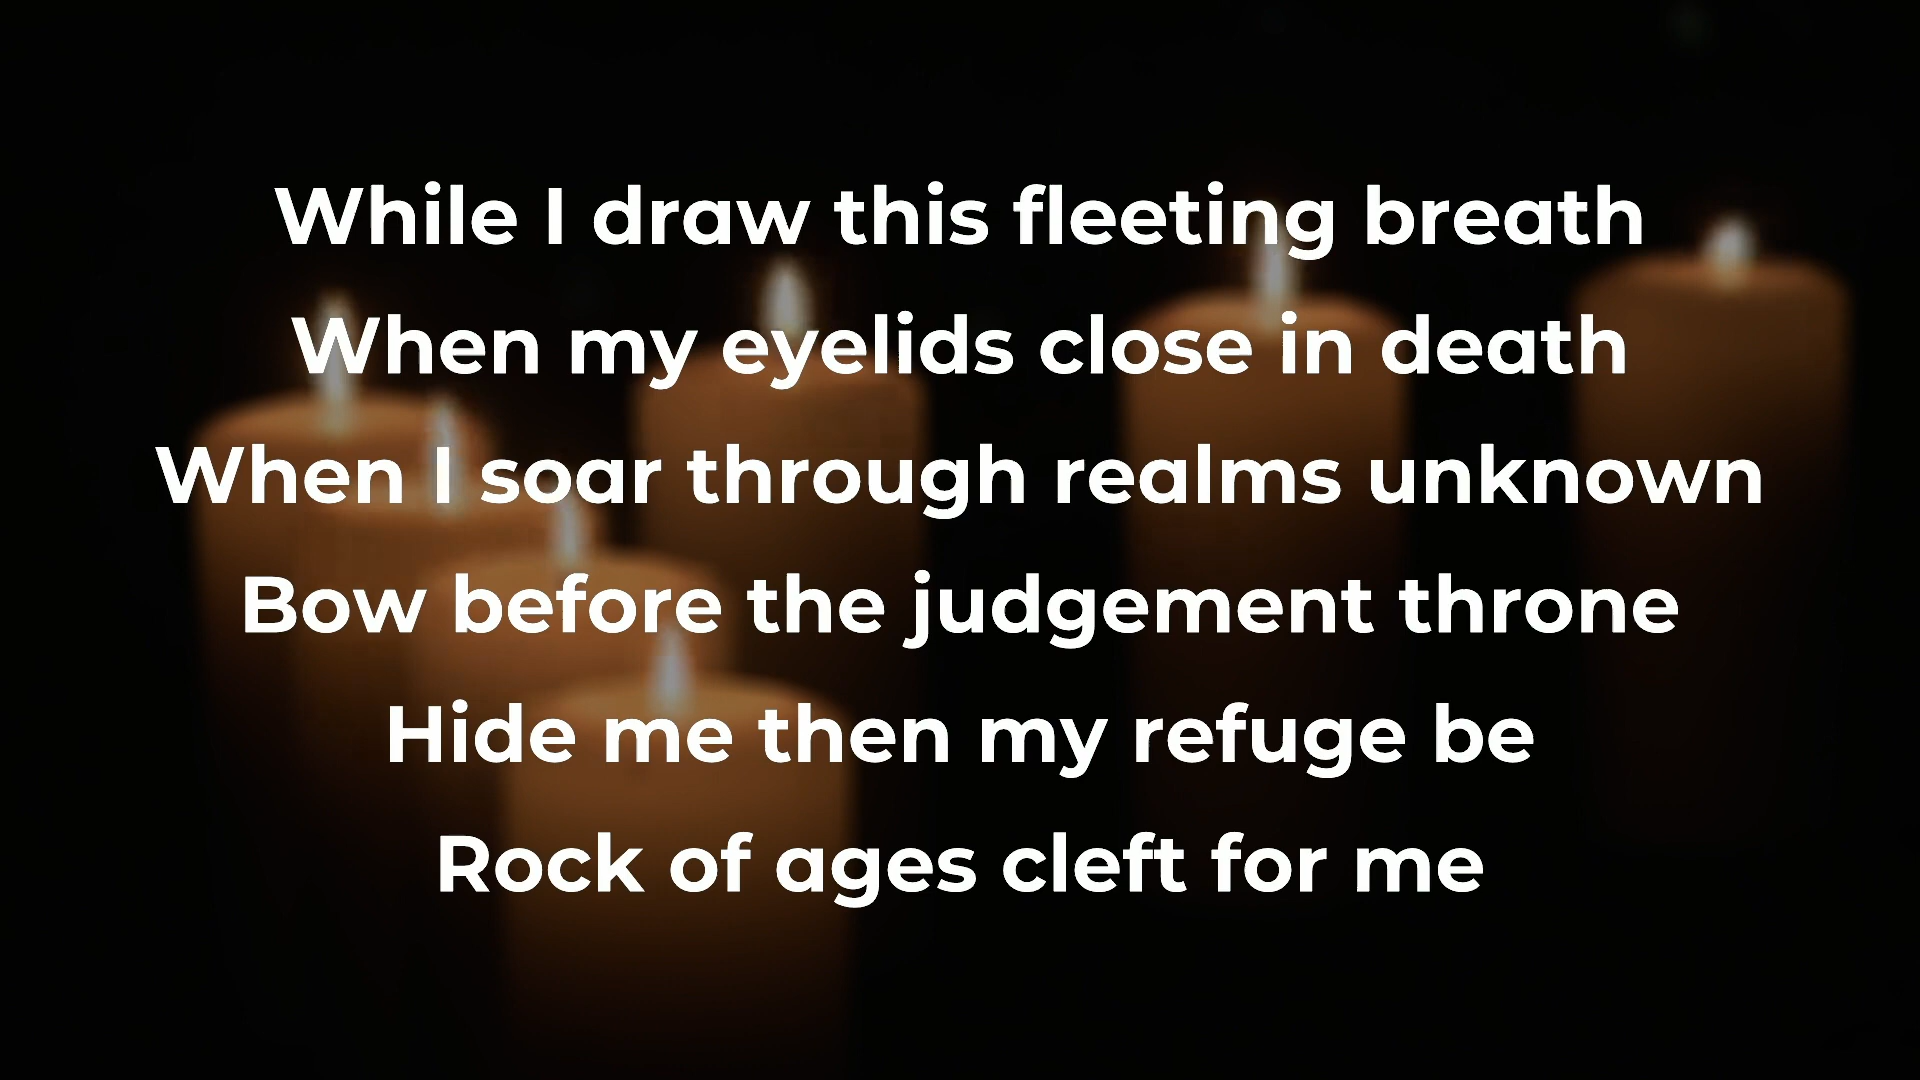 While I draw this fleeting breath
When my eyelids close in death
When I soar through realms unknown
Bow before the judgement throne
Hide me then my refuge be
Rock of ages cleft for me